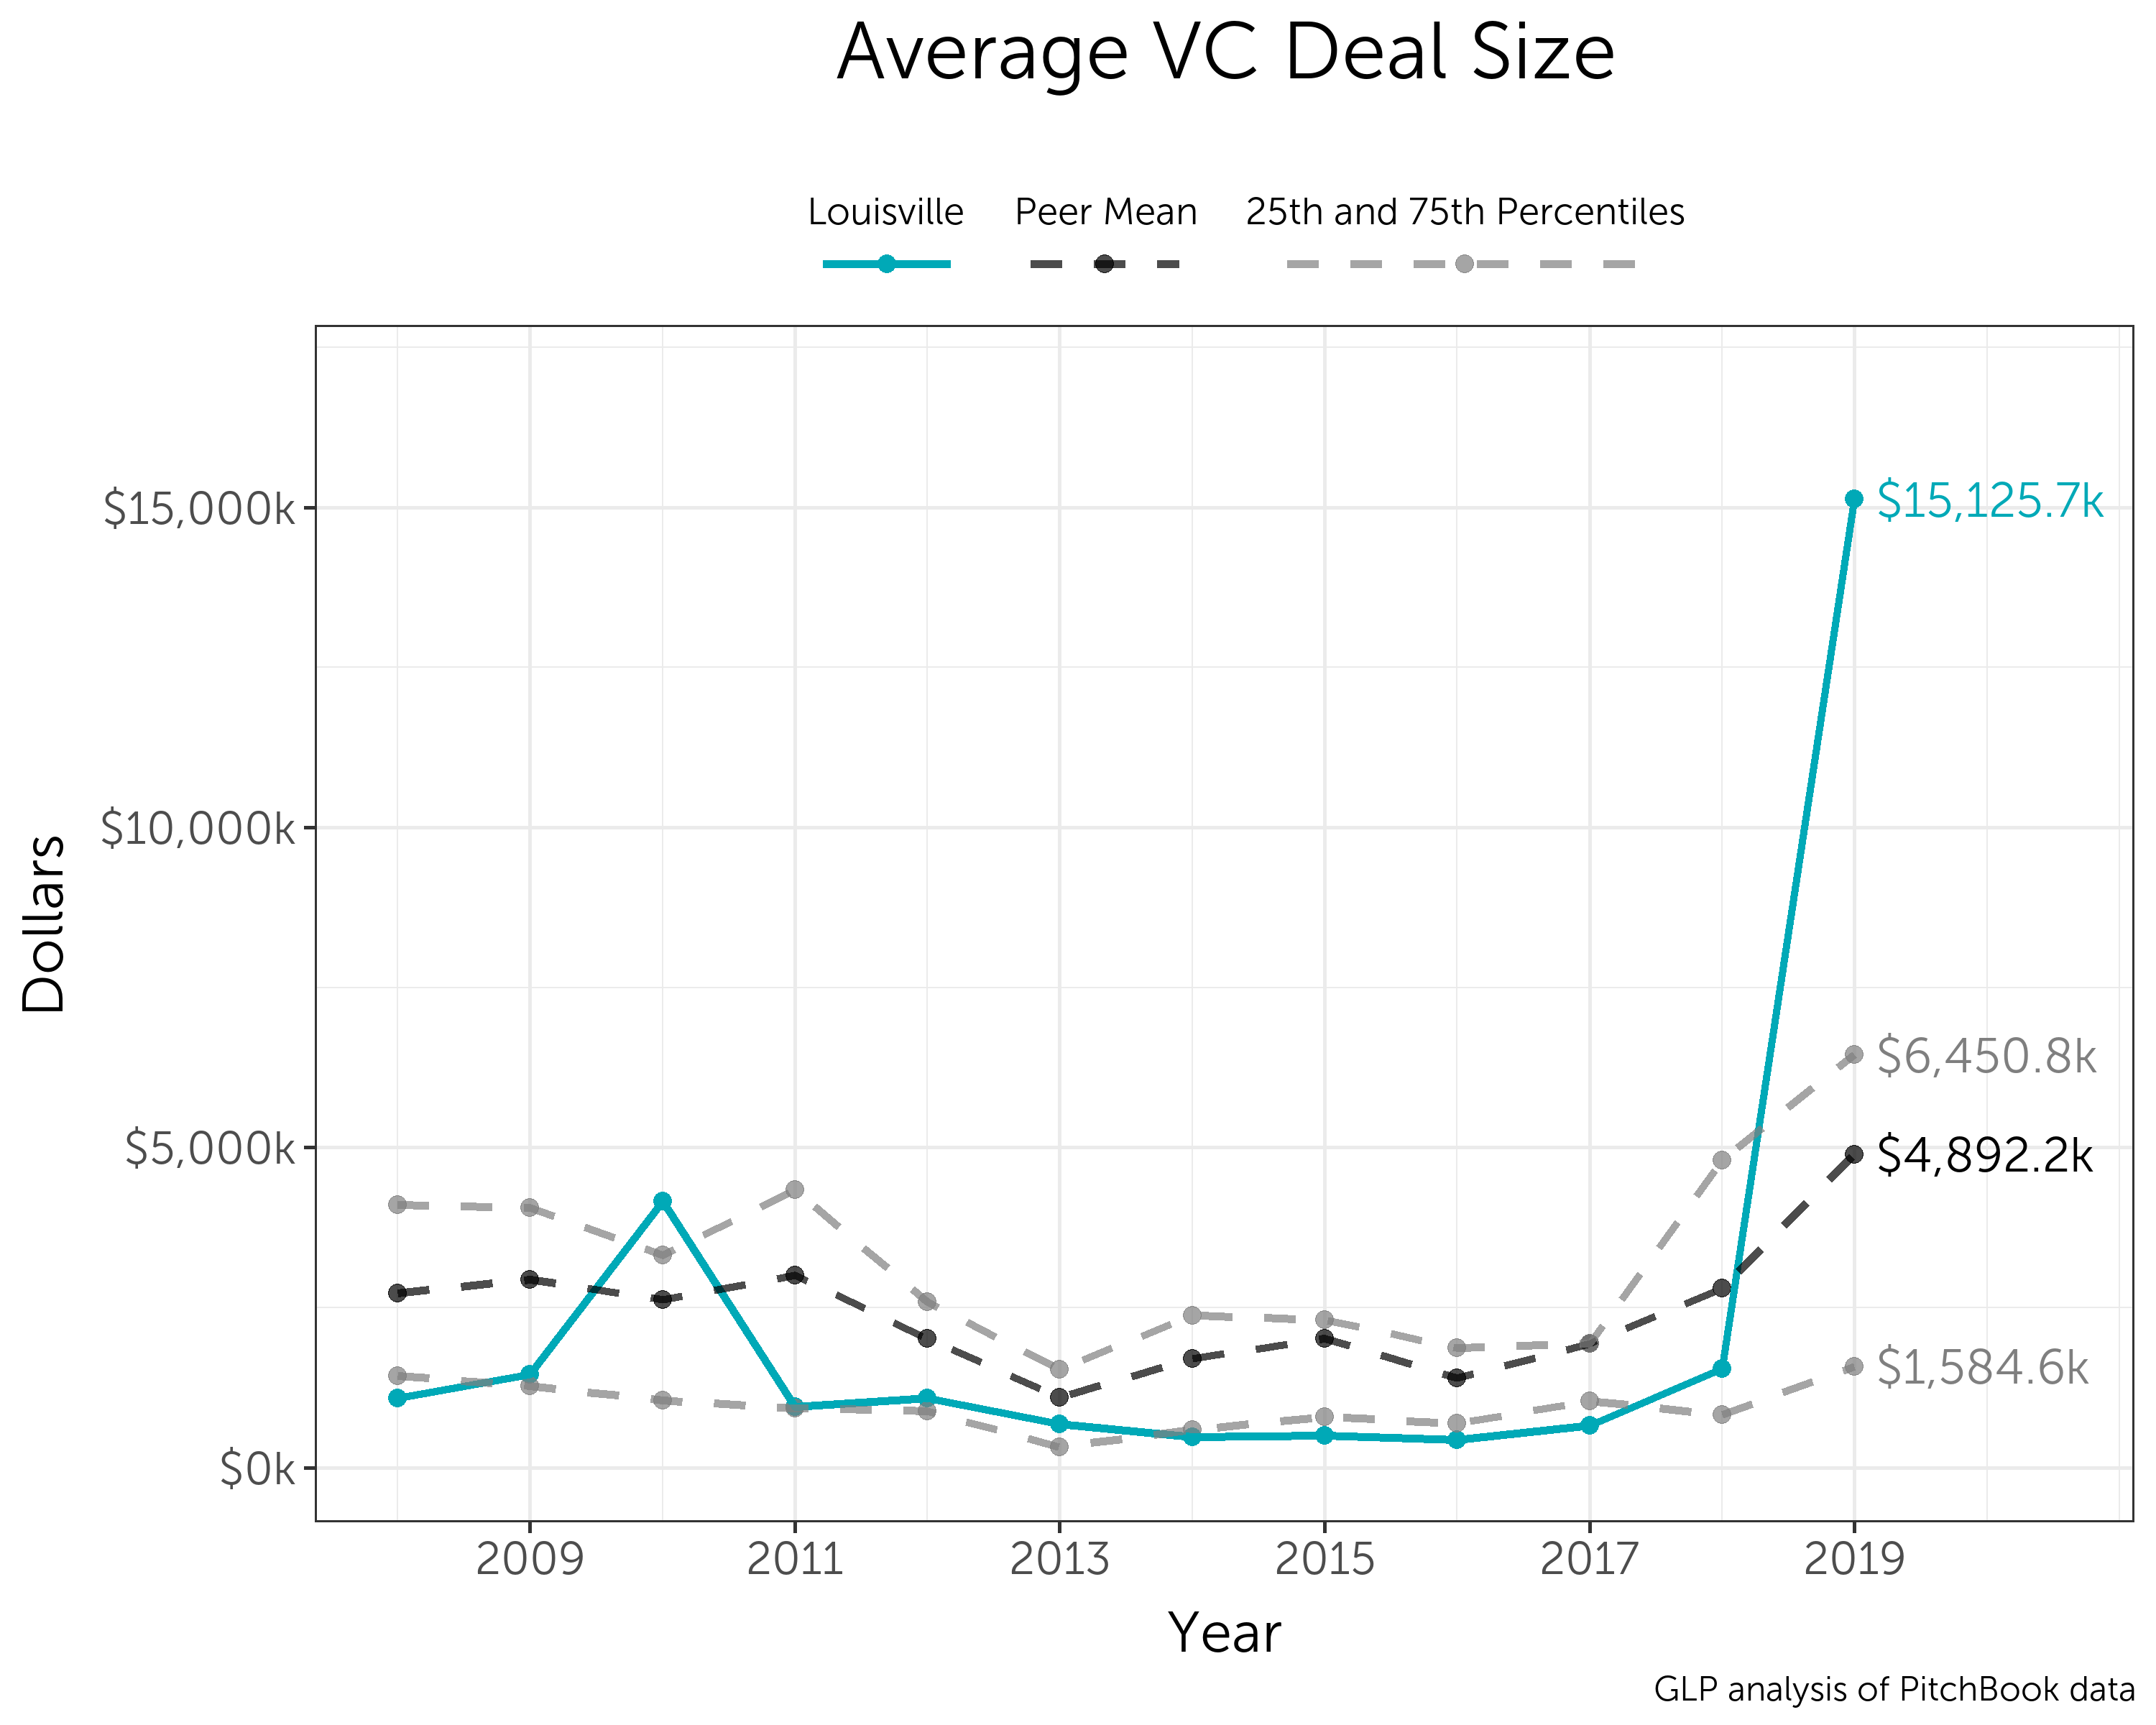 Average VC Deal Size
Louisville Peer Mean 25th and 75th Percentiles
$15,000k
$10,000k
$5,000k
$0k
Dollars
$15,125.7k
$6,450.8k
$4,892.2k
$1,584.6k
2009 2011 2013 2015 2017 2019
Year
GLP analysis of PitchBook data